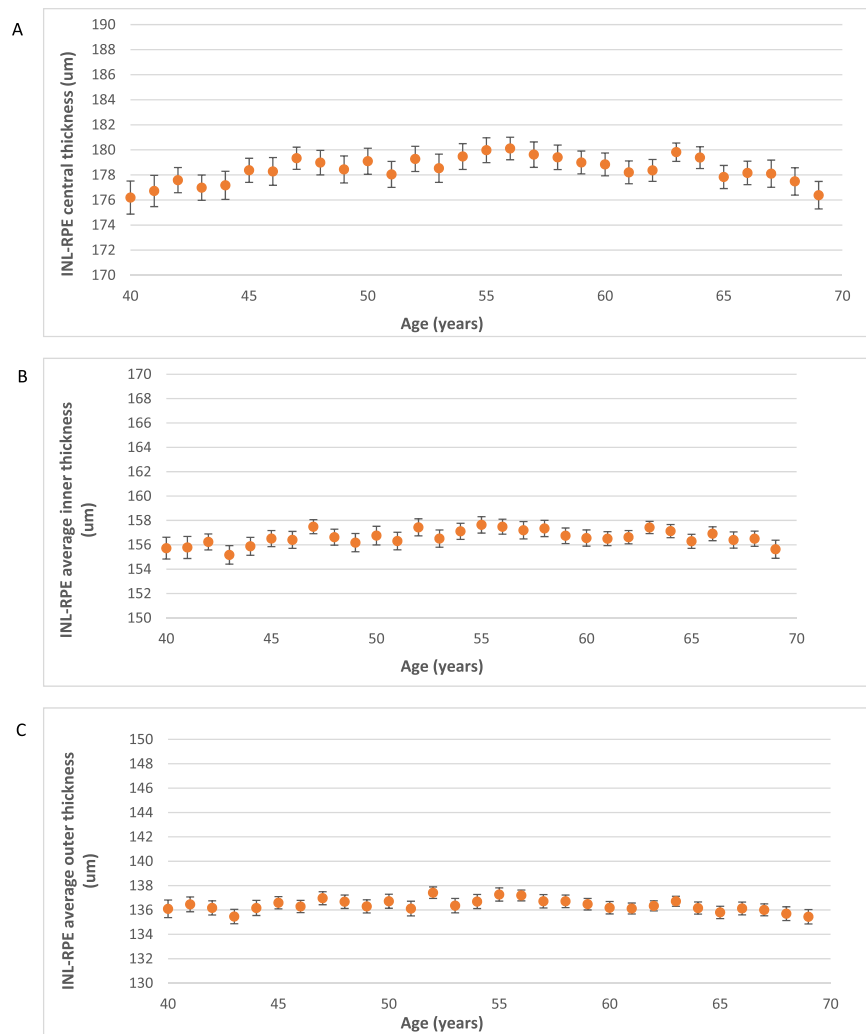 A
INL-RPE central thickness (um)
190
188
186
184
182
180
178
176
174
172
170
40 45 50 55 60 65 70
Age (years)
B
INL-RPE average inner thickness
(um)
170
168
166
164
162
160
158
156
154
152
150
40 45 50 55 60 65 70
Age (years)
C
INL-RPE average outer thickness
(um)
150
148
146
144
142
140
138
136
134
132
130
40 45 50 55 60 65 70
Age (years)